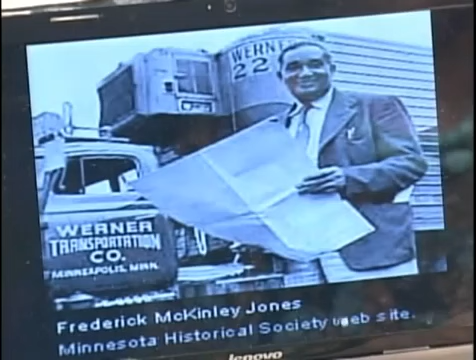 WERNER
22
WERNER
TRANSPORTATION
CO.
MINNEAPOLIS, MINN.
Frederick McKinley Jones
Minnesota Historical Society web site.
lenovo